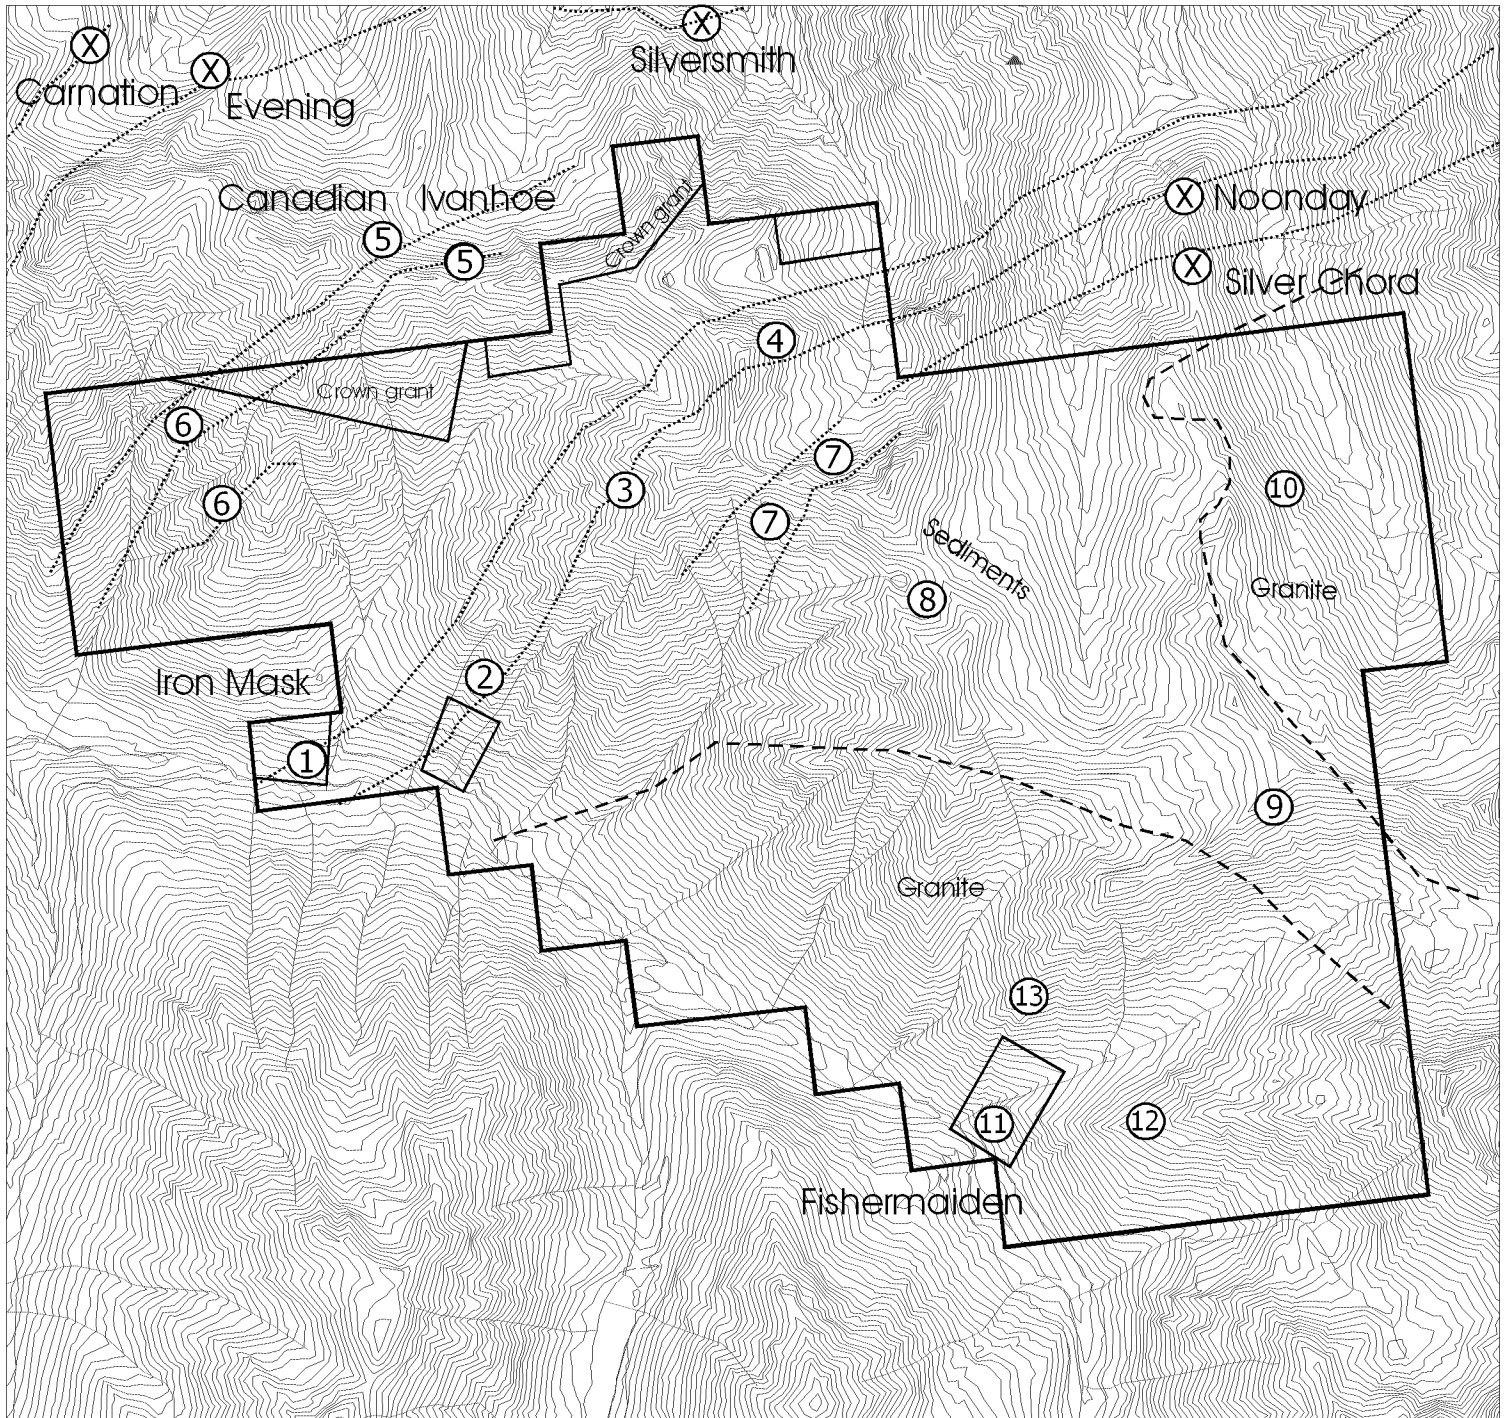 X
Silversmith
X
Carnation
X
Evening
Canadian Ivanhoe
Crown grant
X Noonday
5
5
X
Silver Chord
4
Crown grant
6
7
3
10
6
7
Sediments
Granite
8
2
Iron Mask
1
9
Granite
13
11
12
Fishermaiden